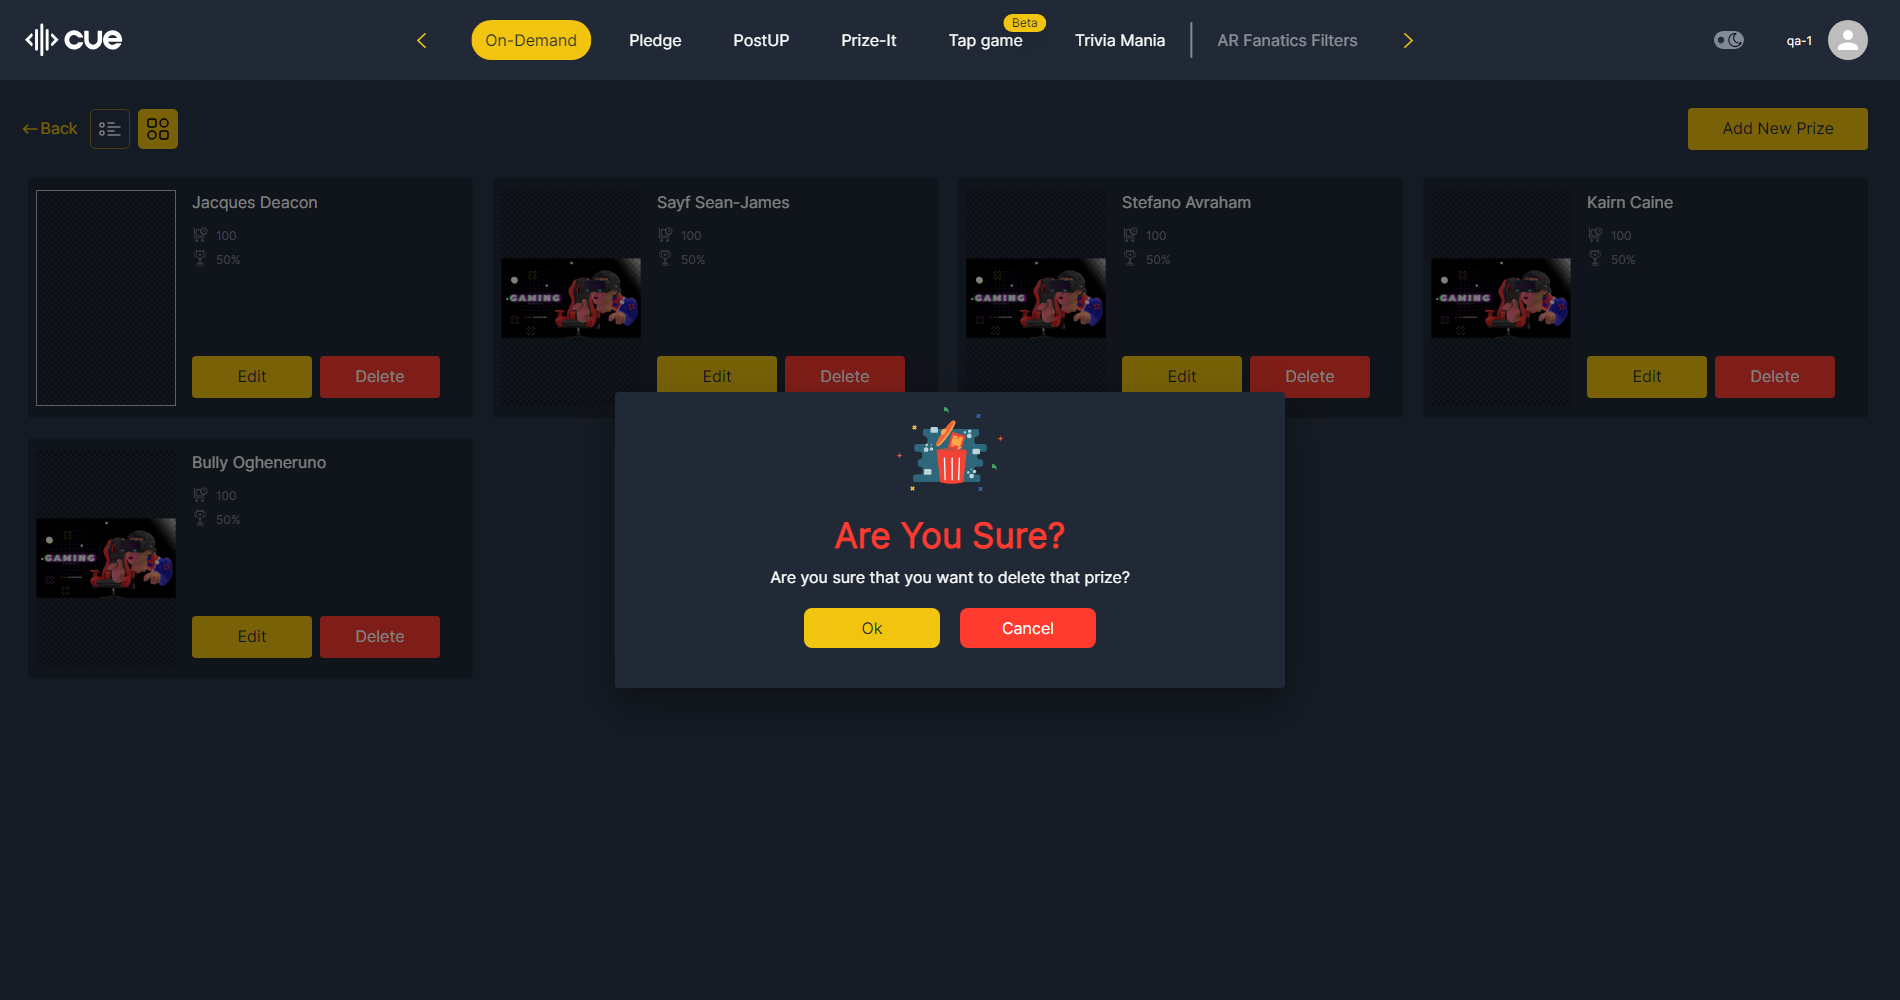 cue
On-Demand
Pledge
PostUP
Prize-It
Tap game
Beta
Trivia Mania
AR Fanatics Filters
qa-1
Back
Add New Prize
Jacques Deacon
100
50%
Edit
Delete
Sayf Sean-James
100
50%
GAMING
Edit
Delete
Stefano Avraham
100
50%
GAMING
Edit
Delete
Kairn Caine
100
50%
GAMING
Edit
Delete
Bully Ogheneruno
100
50%
GAMING
Edit
Delete
Are You Sure?
Are you sure that you want to delete that prize?
Ok
Cancel